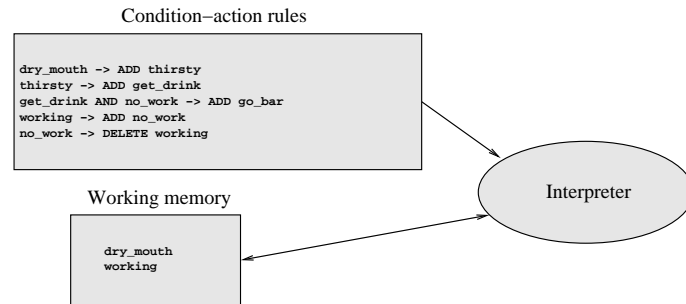 Condition−action rules
dry_mouth -> ADD thirsty
thirsty -> ADD get_drink
get_drink AND no_work -> ADD go_bar
working -> ADD no_work
no_work -> DELETE working
Interpreter
Working memory
dry_mouth
working